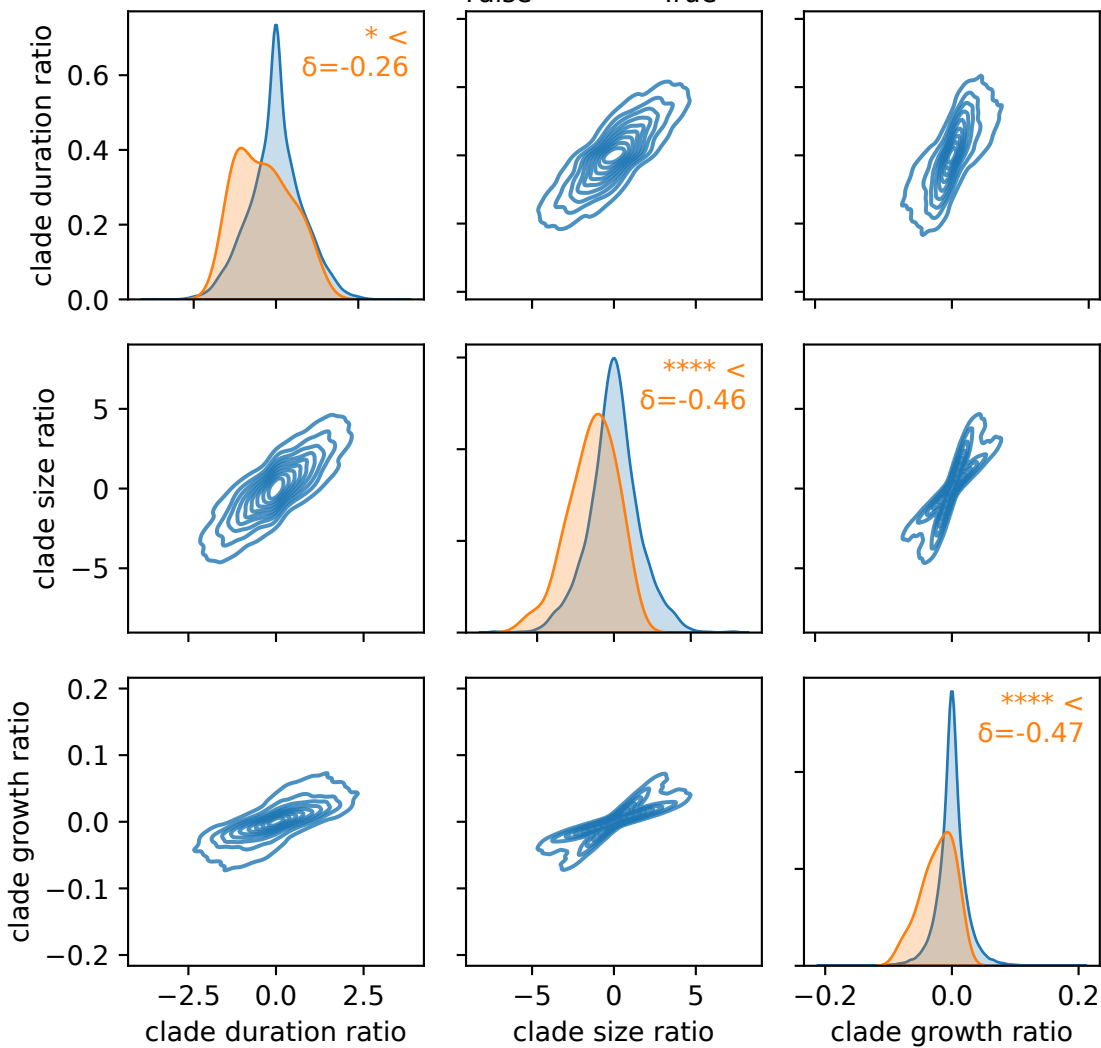 * <
δ=-0.26
clade duration ratio
0.6
0.4
0.2
0.0
**** <
δ=-0.46
clade size ratio
5
0
−5
**** <
δ=-0.47
clade growth ratio
0.2
0.1
0.0
−0.1
−0.2
−2.5 0.0 2.5
−5 0 5
−0.2 0.0 0.2
clade duration ratio
clade size ratio
clade growth ratio